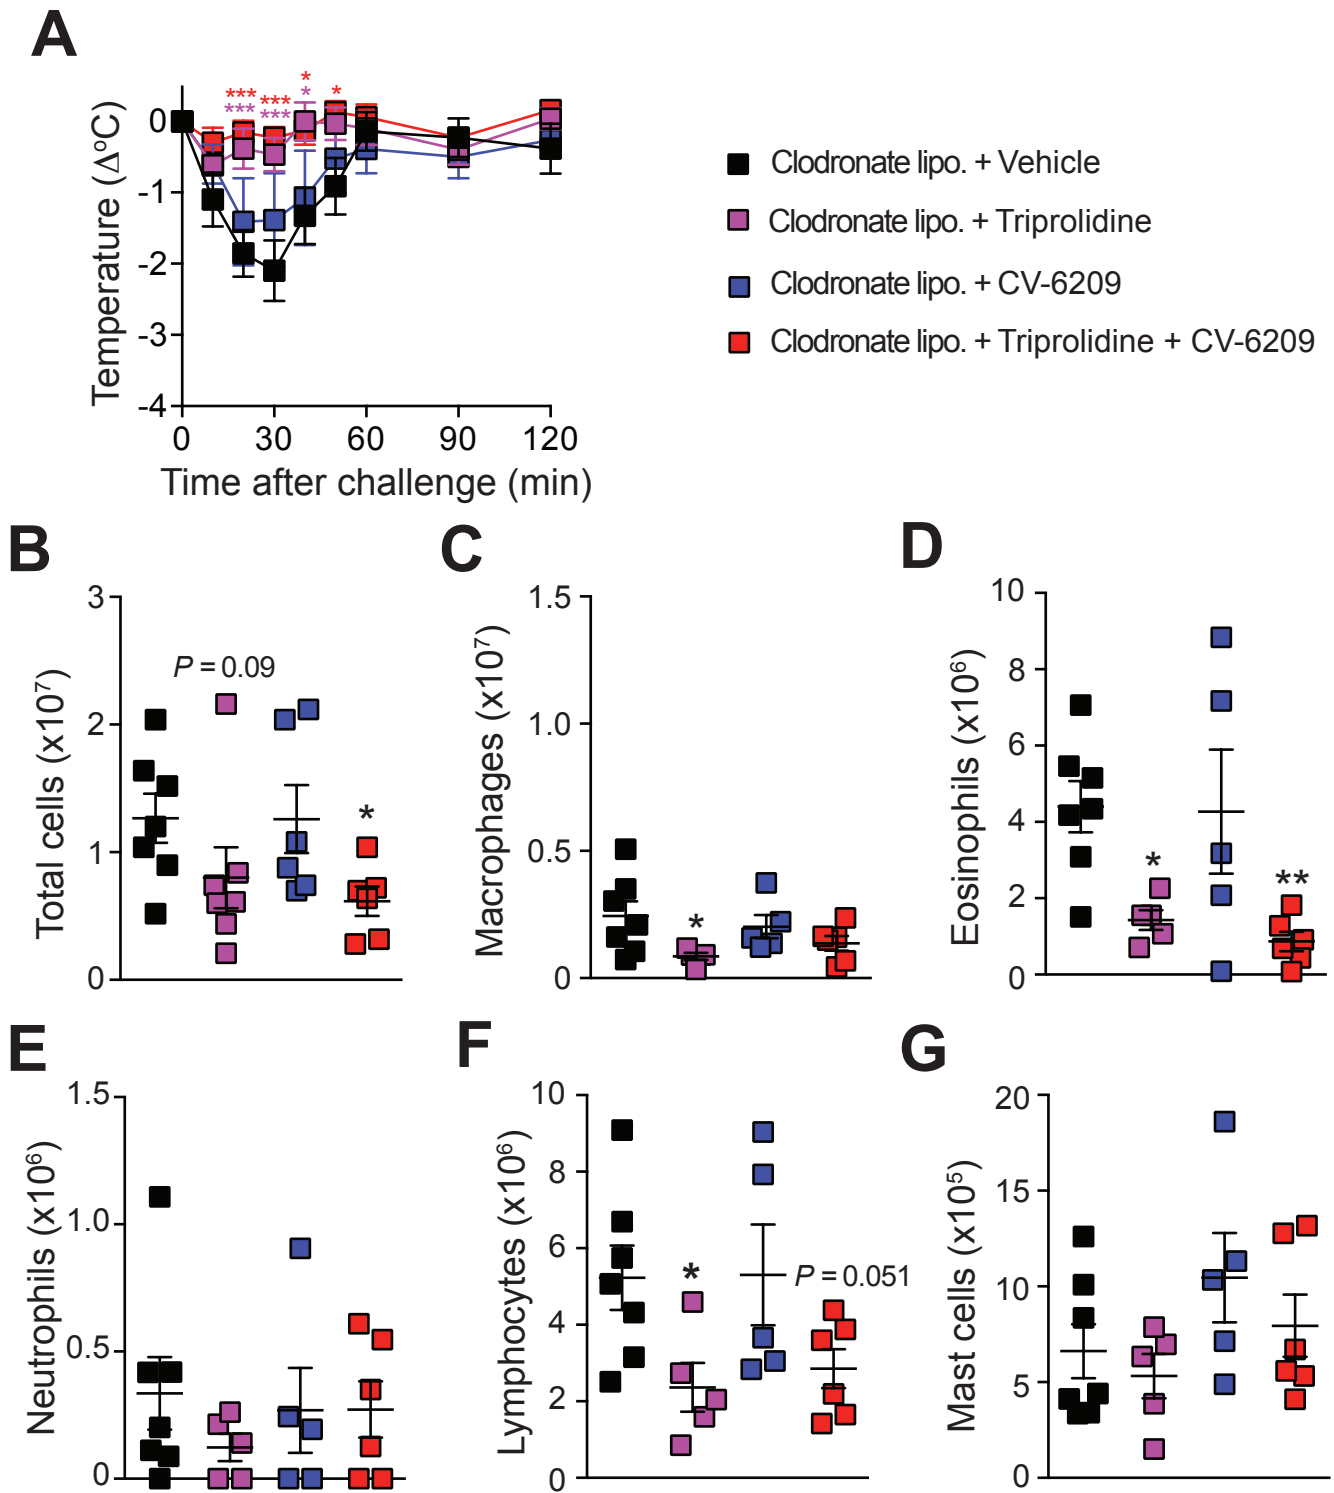 A
*
*** *** * *
*** ***
0
-1
-2
-3
-4
Temperature (ΔºC)
0 30 60 90 120
Time after challenge (min)
Clodronate lipo. + Vehicle
Clodronate lipo. + Triprolidine
Clodronate lipo. + CV-6209
Clodronate lipo. + Triprolidine + CV-6209
B
3
2
1
0
Total cells (x10⁷)
P = 0.09
*
C
1.5
1.0
0.5
0
Macrophages (x10⁷)
*
D
10
8
6
4
2
0
Eosinophils (x10⁶)
*
**
E
1.5
1.0
0.5
0
Neutrophils (x10⁶)
F
10
8
6
4
2
0
Lymphocytes (x10⁶)
*
P = 0.051
G
20
15
10
5
0
Mast cells (x10⁵)